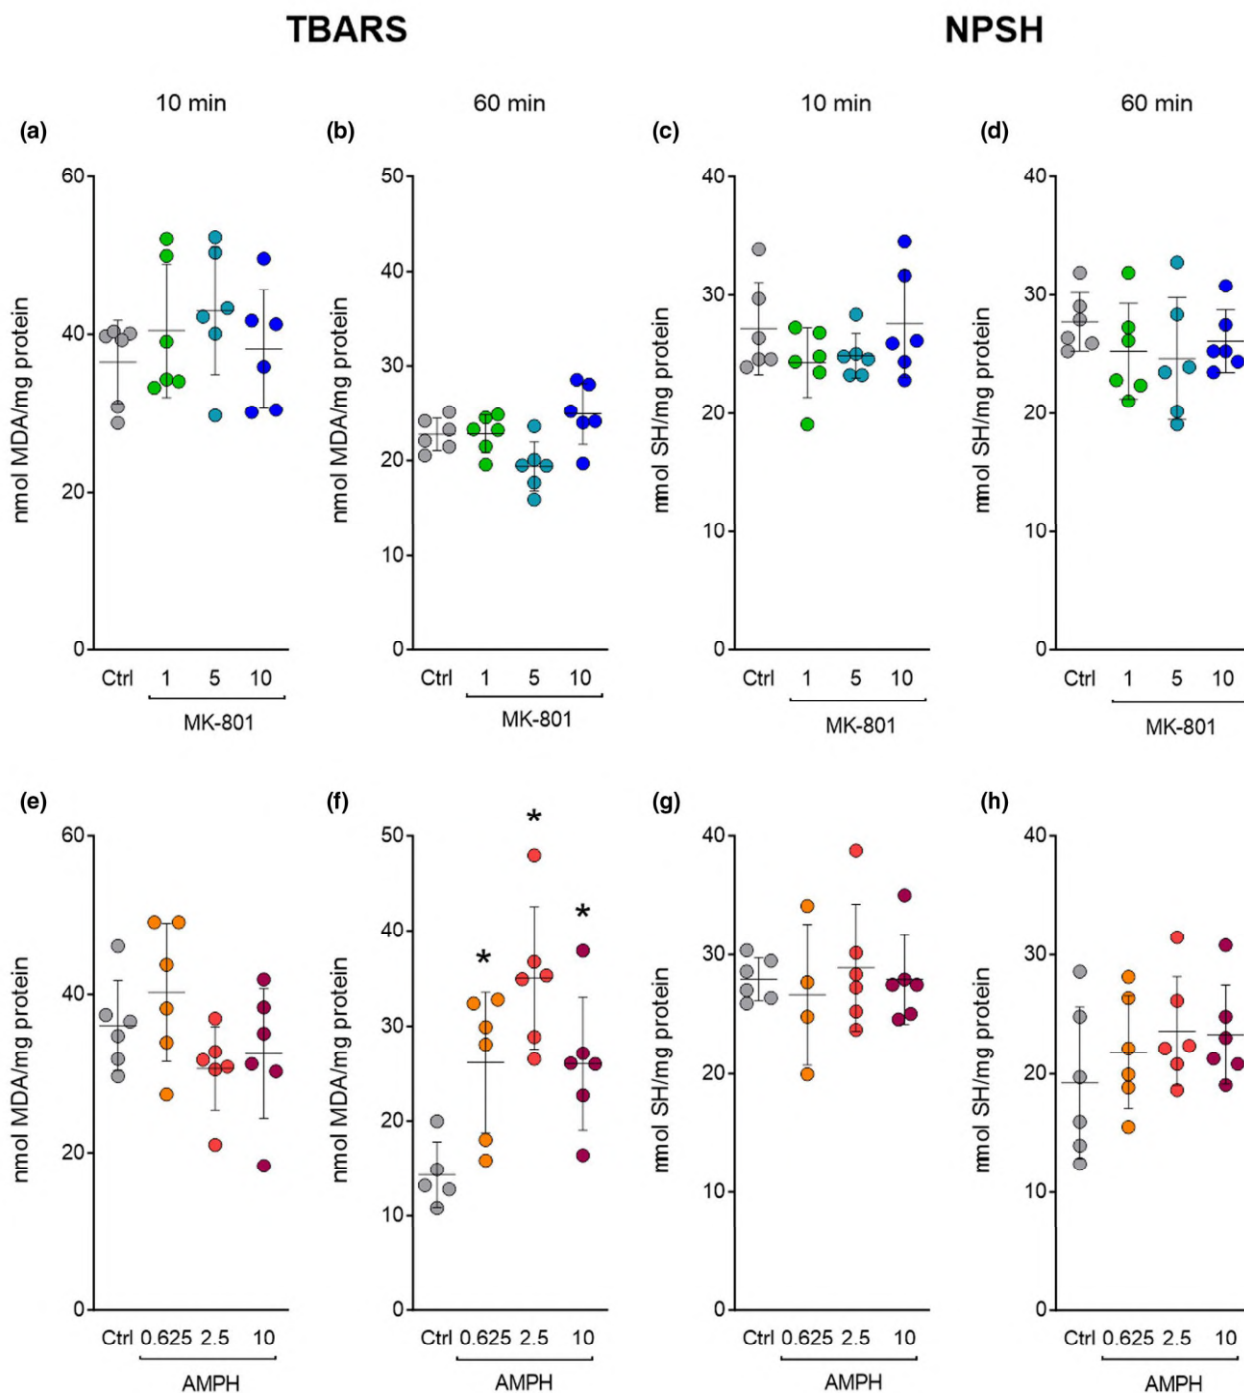 TBARS NPSH
10 min 60 min 10 min 60 min
(a) (b) (c) (d)
60 50 40 40
40
30 30
40
30
20 20
20
20
10 10
10
0 0 0 0
nmol MDA/mg protein nmol MDA/mg protein mmol SH/mg protein mmol SH/mg protein
Ctrl 1 5 10 Ctrl 1 5 10 Ctrl 1 5 10 Ctrl 1 5 10
MK-801 MK-801 MK-801 MK-801
(e) (f) (g) (h)
* * *
60 50 40 40
40
30 30
40
30
20 20
20
20
10 10
10
0 0 0 0
nmol MDA/mg protein nmol MDA/mg protein mmol SH/mg protein mmol SH/mg protein
Ctrl 0.625 2.5 10 Ctrl 0.625 2.5 10 Ctrl 0.625 2.5 10 Ctrl 0.625 2.5 10
AMPH AMPH AMPH AMPH